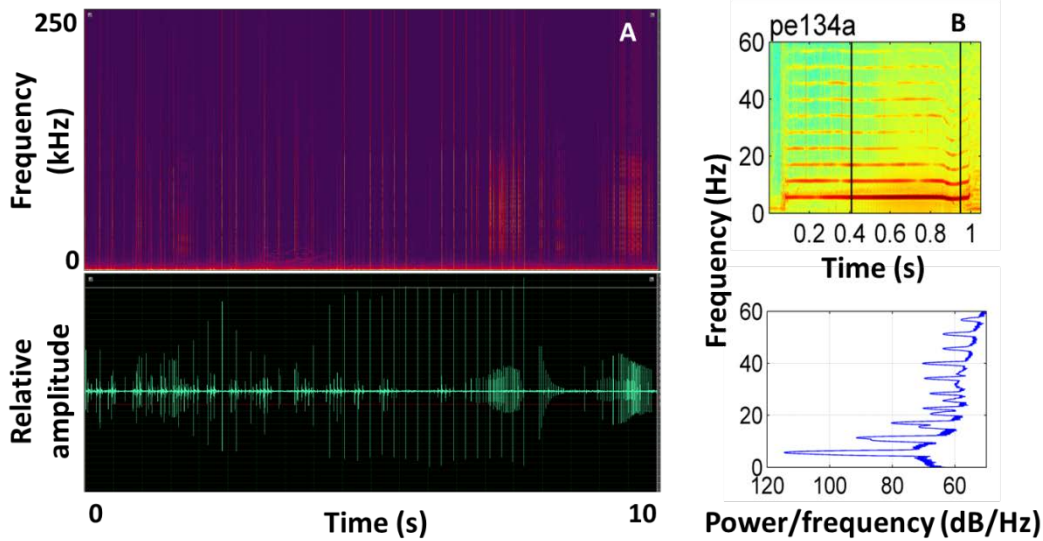 250
Frequency
(kHz)
0
A
Relative
amplitude
0
Time (s)
10
pe134a
B
60
40
20
0
0.2 0.4 0.6 0.8 1
Time (s)
Frequency (Hz)
60
40
20
0
120 100 80 60
Power/frequency (dB/Hz)